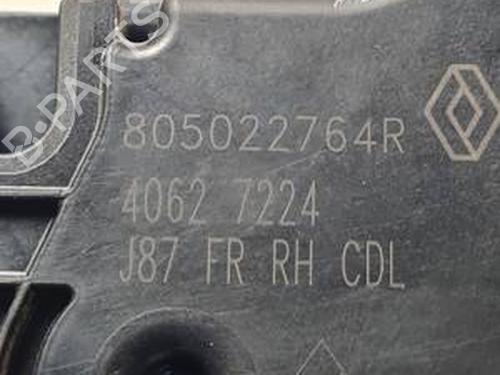 B-PARTS
805022764R
4062 7224
J87 FR RH CDL